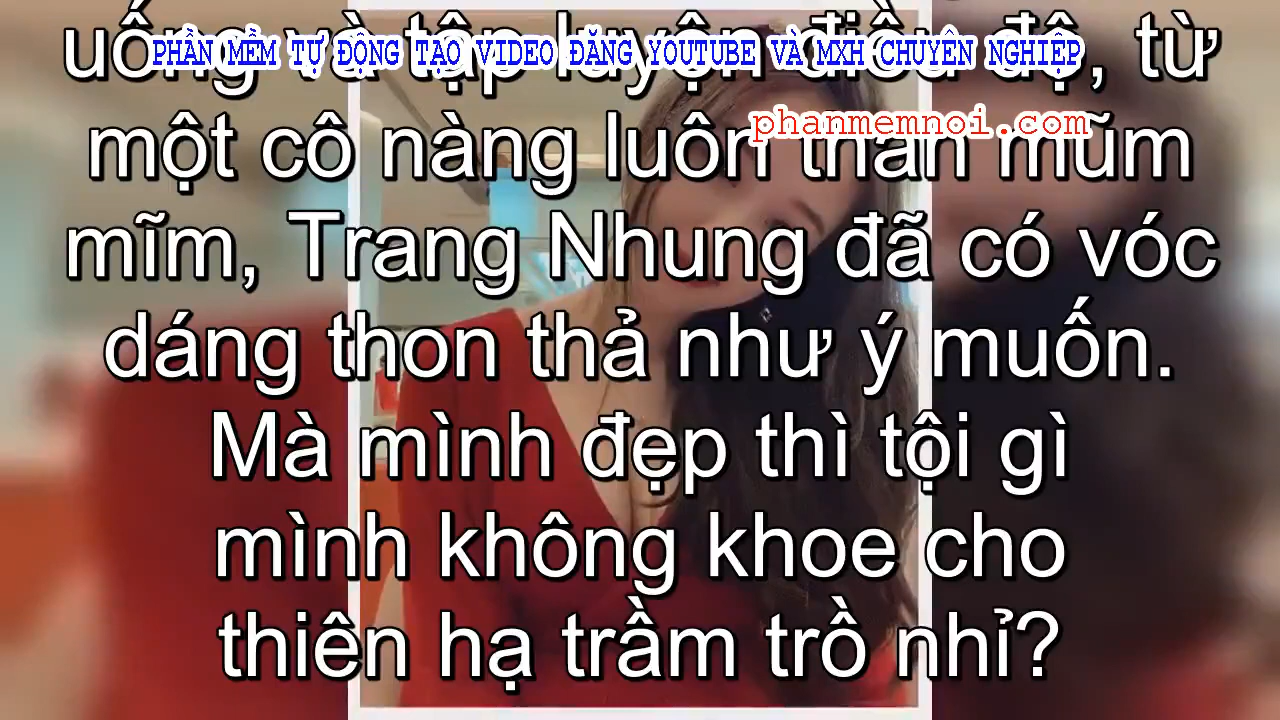 PHẦN MỀM TỰ ĐỘNG TẠO VIDEO ĐĂNG YOUTUBE VÀ MXH CHUYÊN NGHIỆP
uống và tập luyện điều độ, từ
phanmemnoi.com
một cô nàng luôn thân mũm
mĩm, Trang Nhung đã có vóc
dáng thon thả như ý muốn.
Mà mình đẹp thì tội gì
mình không khoe cho
thiên hạ trầm trồ nhỉ?